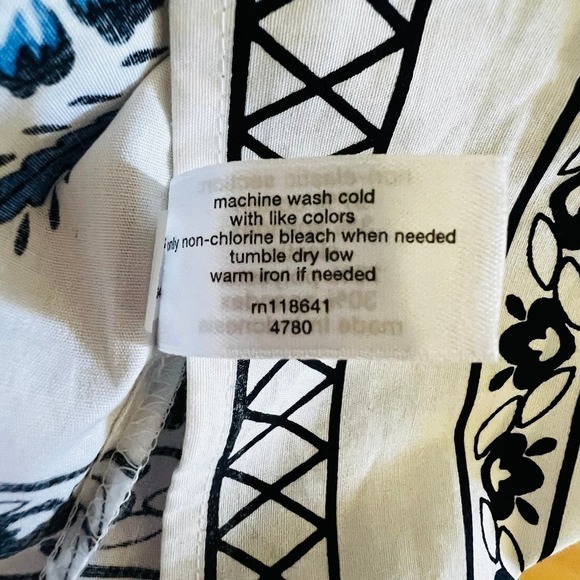 machine wash cold
with like colors
only non-chlorine bleach when needed
tumble dry low
warm iron if needed
rn118641
4780